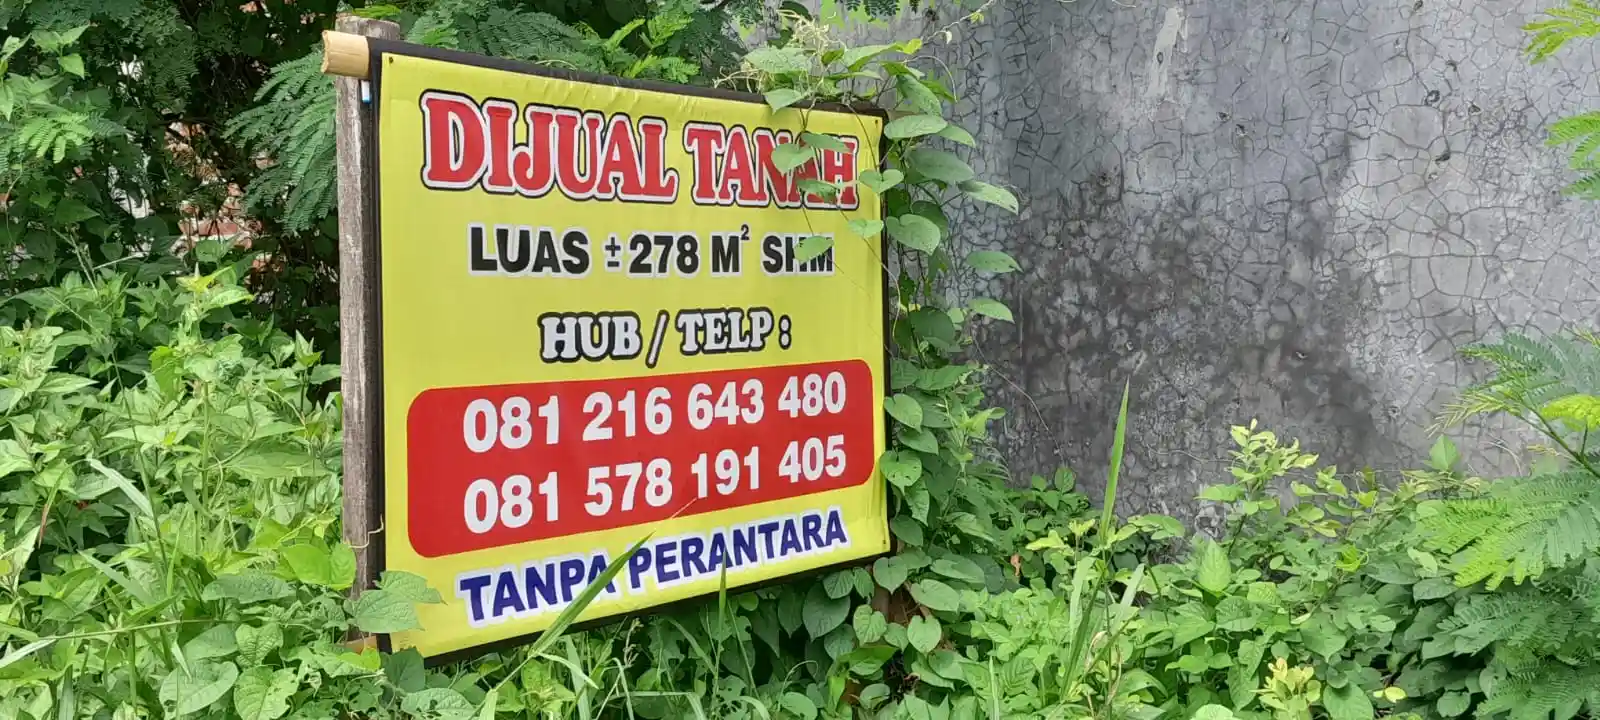 DIJUAL TANAH
LUAS ± 278 M² SHM
HUB / TELP :
081 216 643 480
081 578 191 405
TANPA PERANTARA